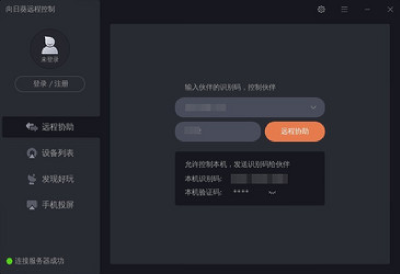 向日葵远程控制
未登录
登录 / 注册
远程协助
设备列表
发现好玩
手机投屏
连接服务器成功
输入伙伴的识别码，控制伙伴
远程协助
允许控制本机，发送识别码给伙伴
本机识别码:
本机验证码: ****